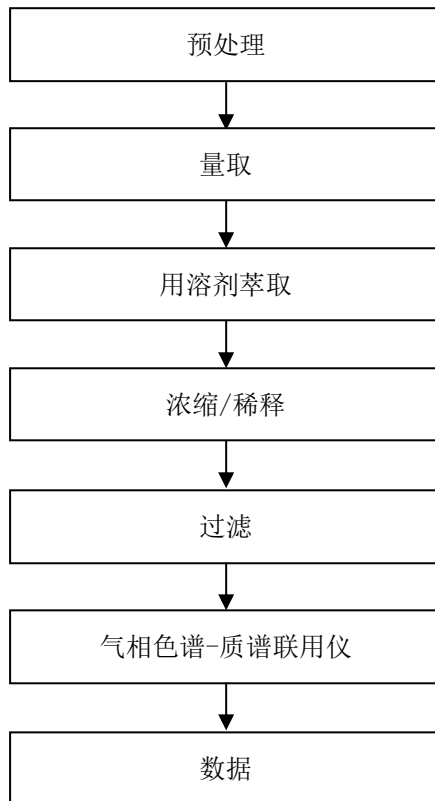 预处理
量取
用溶剂萃取
浓缩/稀释
过滤
气相色谱-质谱联用仪
数据